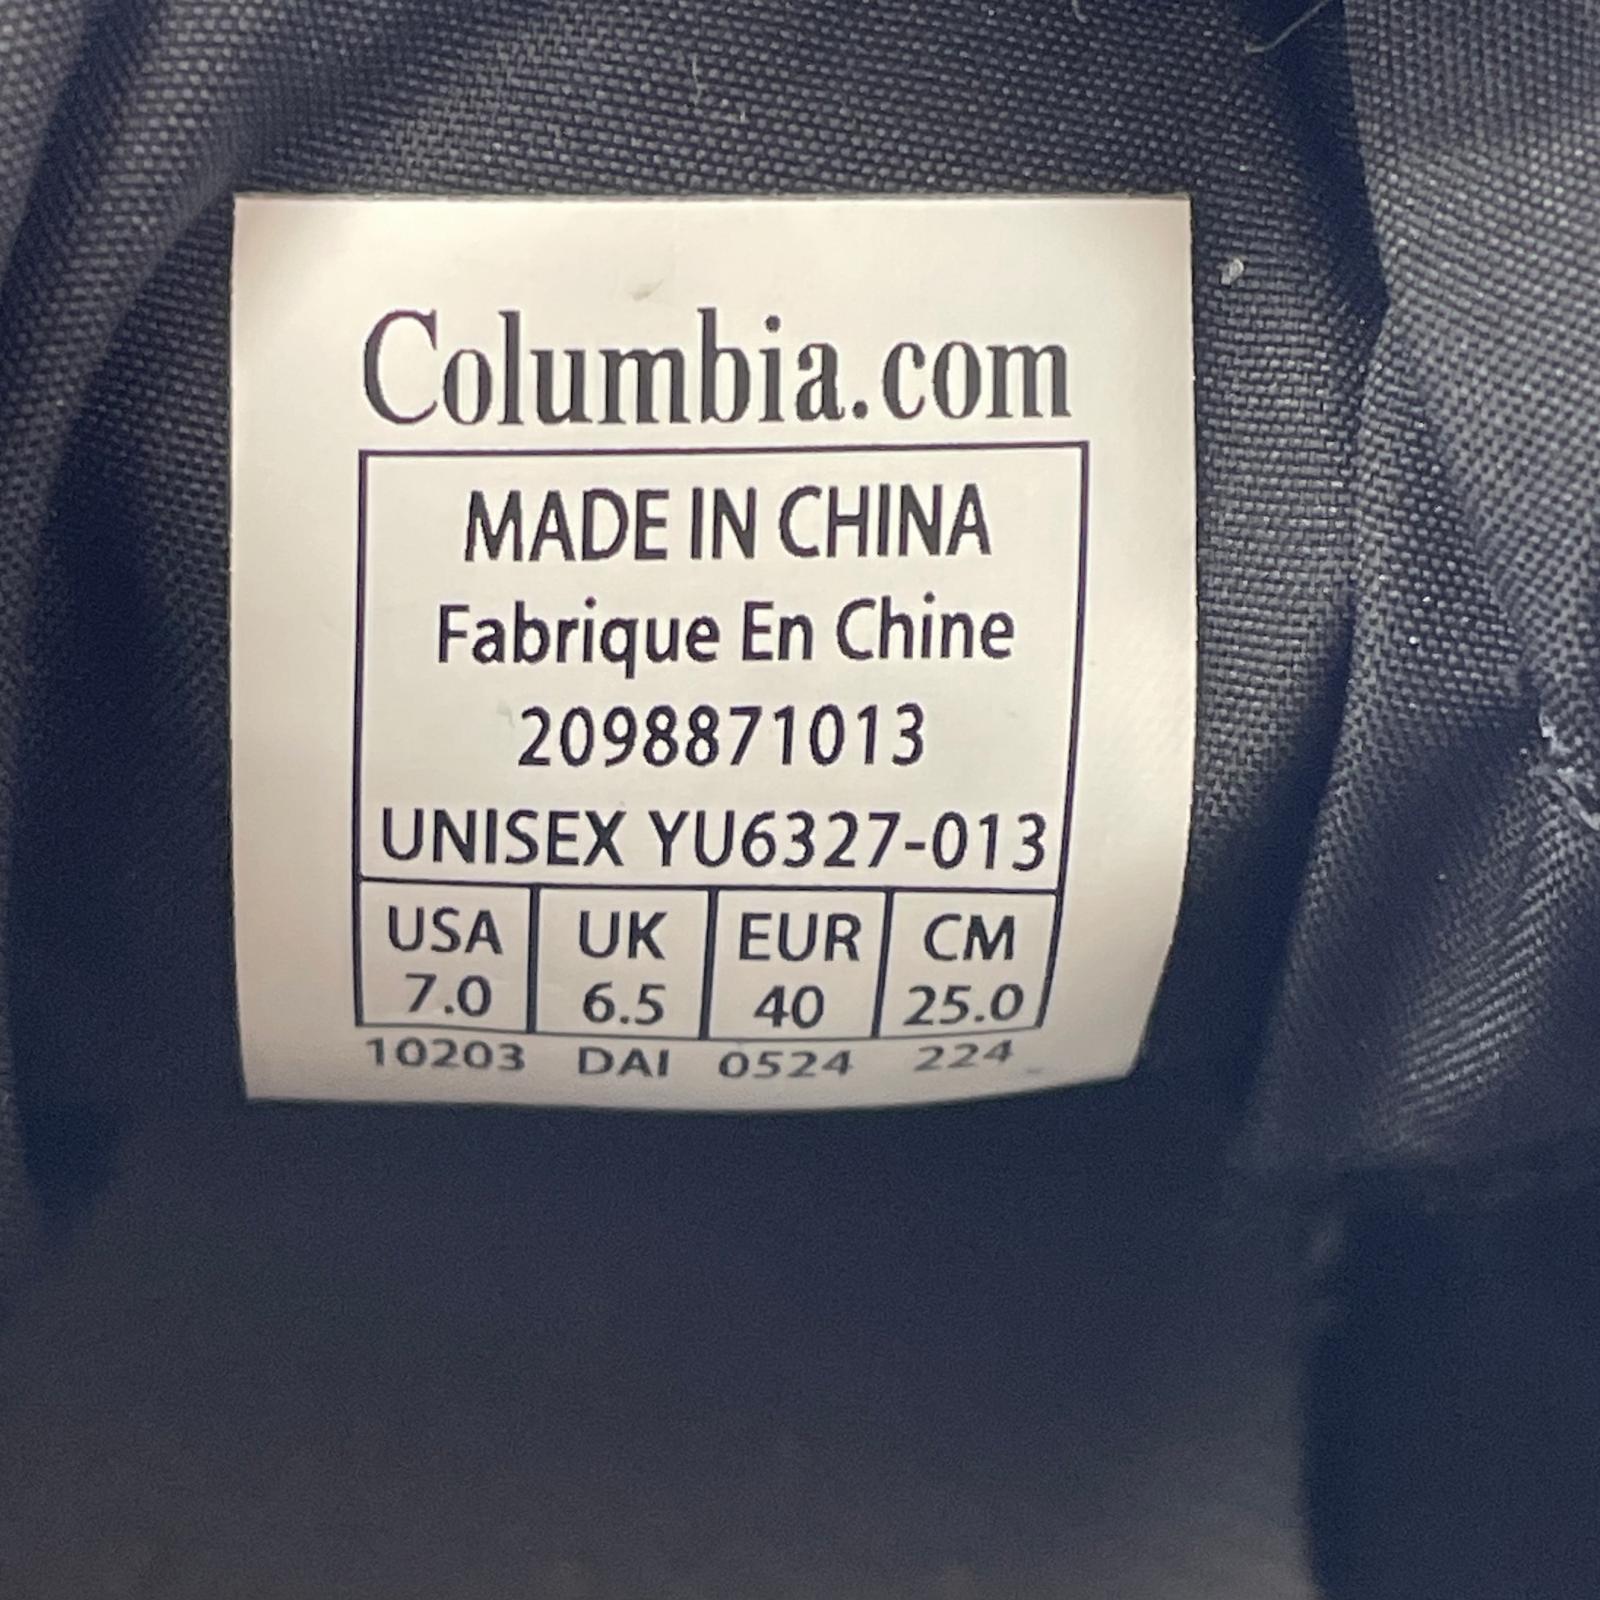 Columbia.com
MADE IN CHINA
Fabrique En Chine
2098871013
UNISEX YU6327-013
USA UK EUR CM
7.0 6.5 40 25.0
10203 DAI 0524 224